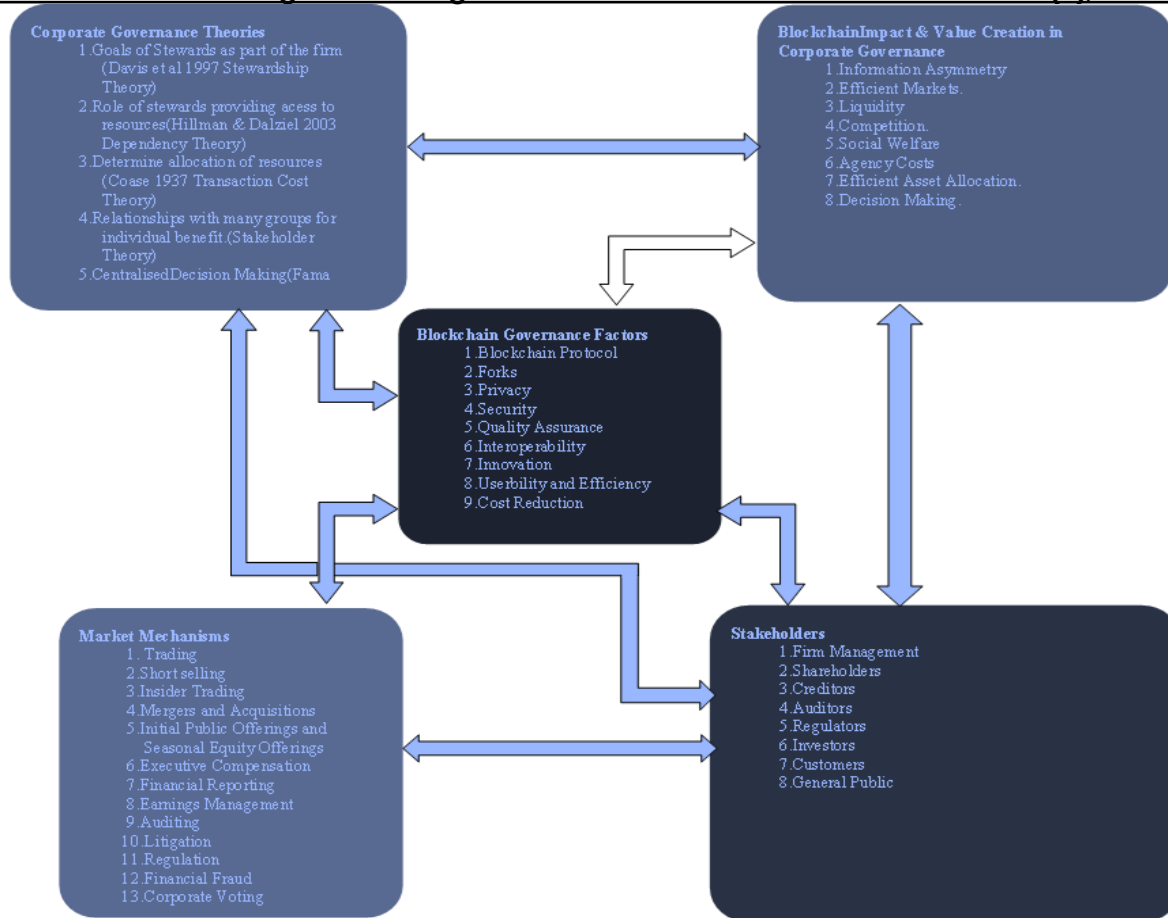 Corporate Governance Theories
1.Goals of Stewards as part of the firm
(Davis et al 1997 Stewardship
Theory)
2.Role of stewards providing acess to
resources(Hillman & Dalziel 2003
Dependency Theory)
3.Determine allocation of resources
(Coase 1937 Transaction Cost
Theory)
4.Relationships with many groups for
individual benefit.(Stakeholder
Theory)
5.CentralisedDecision Making(Fama
BlockchainImpact & Value Creation in
Corporate Governance
1.Information Asymmetry
2.Efficient Markets.
3.Liquidity
4.Competition.
5.Social Welfare
6.Agency Costs
7.Efficient Asset Allocation.
8.Decision Making.
Blockchain Governance Factors
1.Blockchain Protocol
2.Forks
3.Privacy
4.Security
5.Quality Assurance
6.Interoperability
7.Innovation
8.Userbility and Efficiency
9.Cost Reduction
Market Mechanisms
1. Trading
2.Short selling
3.Insider Trading
4.Mergers and Acquisitions
5.Initial Public Offerings and
Seasonal Equity Offerings
6.Executive Compensation
7.Financial Reporting
8.Earnings Management
9.Auditing
10.Litigation
11.Regulation
12.Financial Fraud
13.Corporate Voting
Stakeholders
1.Firm Management
2.Shareholders
3.Creditors
4.Auditors
5.Regulators
6.Investors
7.Customers
8.General Public